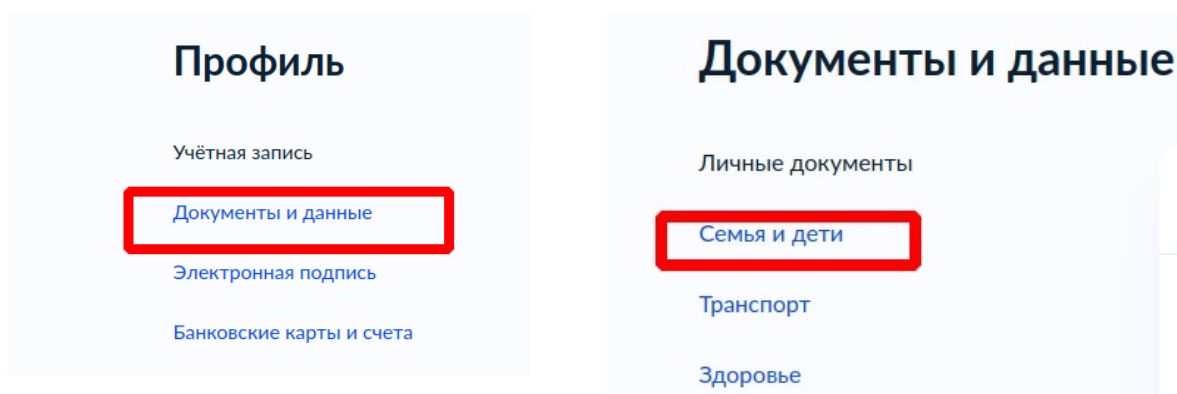 Профиль
Учётная запись
Документы и данные
Электронная подпись
Банковские карты и счета
Документы и данные
Личные документы
Семья и дети
Транспорт
Здоровье